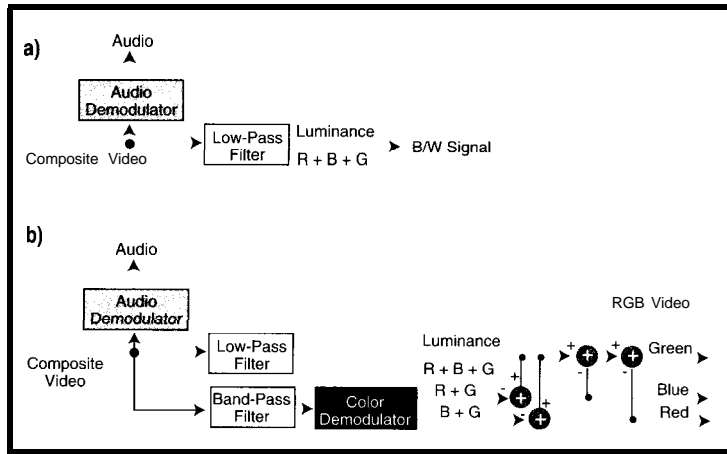 a)
Audio
Audio
Demodulator
Composite Video
Low-Pass
Filter
Luminance
R + B + G
B/W Signal
b)
Audio
Audio
Demodulator
Composite
Video
Low-Pass
Filter
Band-Pass
Filter
Color
Demodulator
Luminance
R + B + G
R + G
B + G
+
-
+
-
+
+
+
-
+
+
-
+
RGB Video
Green
Blue
Red